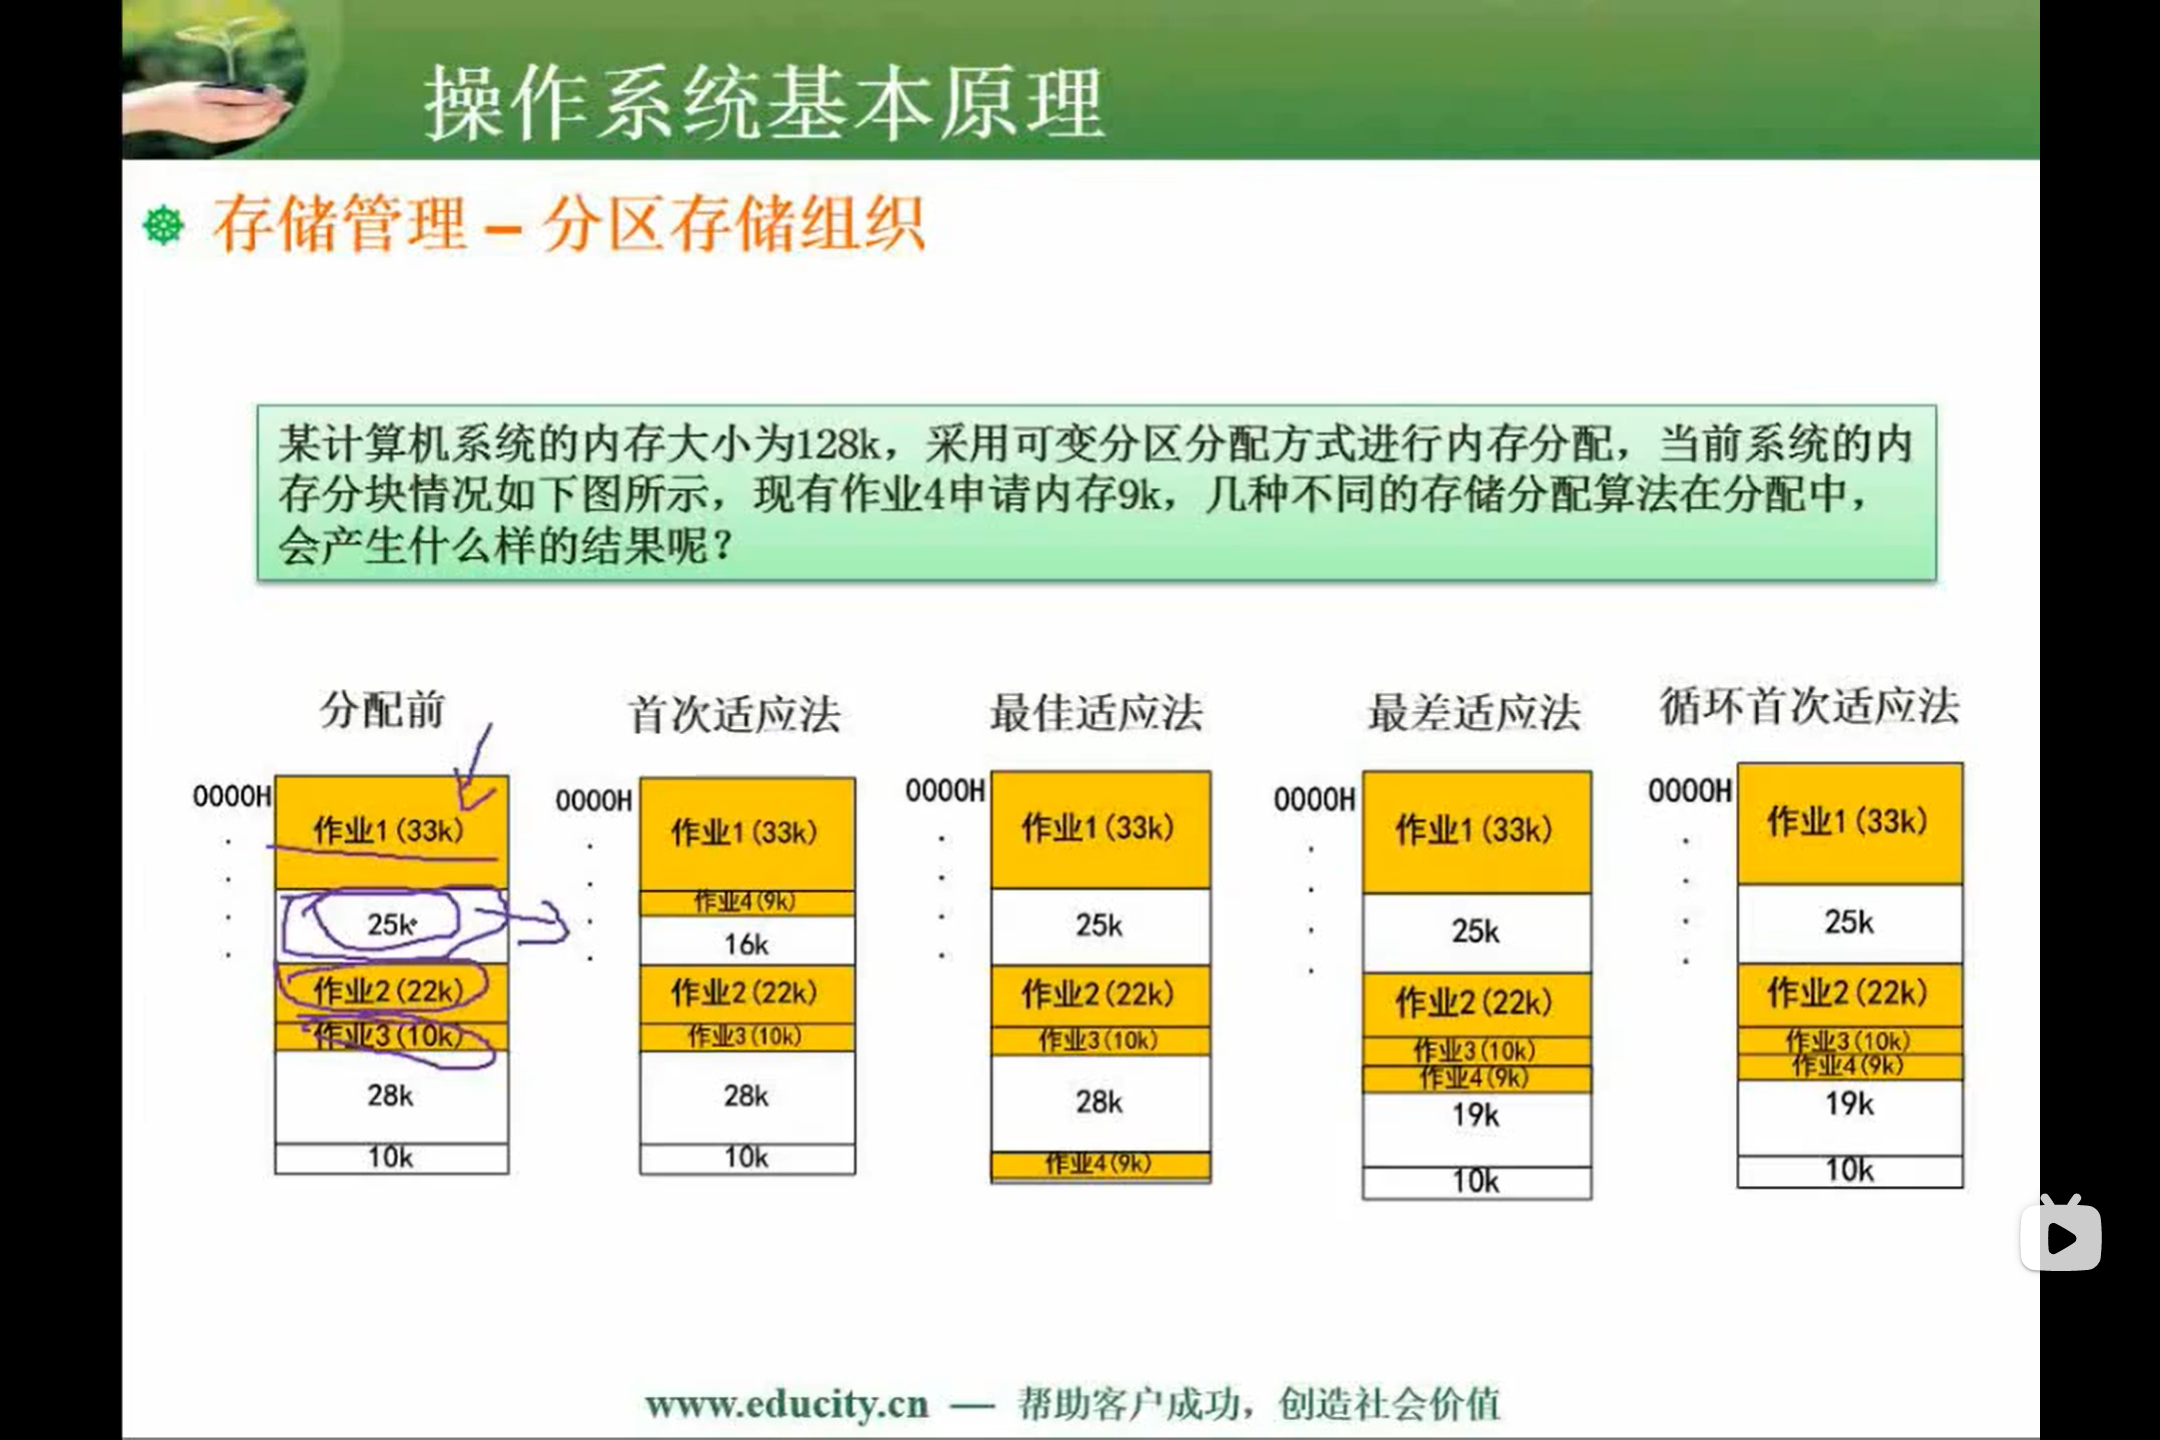 操作系统基本原理
存储管理 – 分区存储组织
某计算机系统的内存大小为128k，采用可变分区分配方式进行内存分配，当前系统的内
存分块情况如下图所示，现有作业4申请内存9k，几种不同的存储分配算法在分配中，
会产生什么样的结果呢？
分配前
0000H
作业1(33k)
25k
作业2(22k)
作业3(10k)
28k
10k
首次适应法
0000H
作业1(33k)
作业4(9k)
16k
作业2(22k)
作业3(10k)
28k
10k
最佳适应法
0000H
作业1(33k)
25k
作业2(22k)
作业3(10k)
28k
作业4(9k)
最差适应法
0000H
作业1(33k)
25k
作业2(22k)
作业3(10k)
作业4(9k)
19k
10k
循环首次适应法
0000H
作业1(33k)
25k
作业2(22k)
作业3(10k)
作业4(9k)
19k
10k
www.educity.cn — 帮助客户成功，创造社会价值